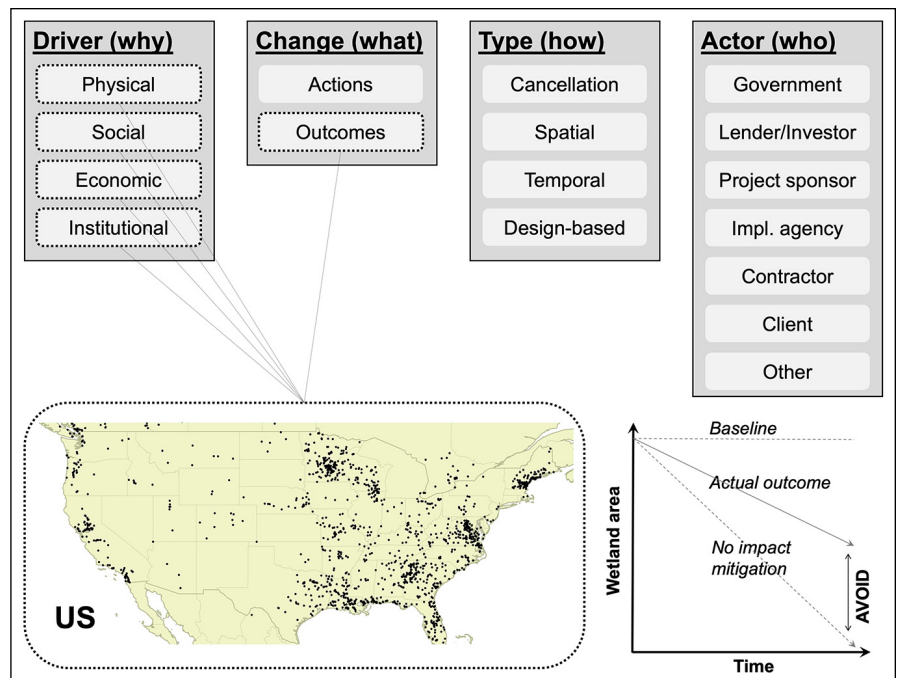 Driver (why)
Physical
Social
Economic
Institutional
Change (what)
Actions
Outcomes
Type (how)
Cancellation
Spatial
Temporal
Design-based
Actor (who)
Government
Lender/Investor
Project sponsor
Impl. agency
Contractor
Client
Other
US
Baseline
Actual outcome
No impact
mitigation
AVOID
Wetland area
Time